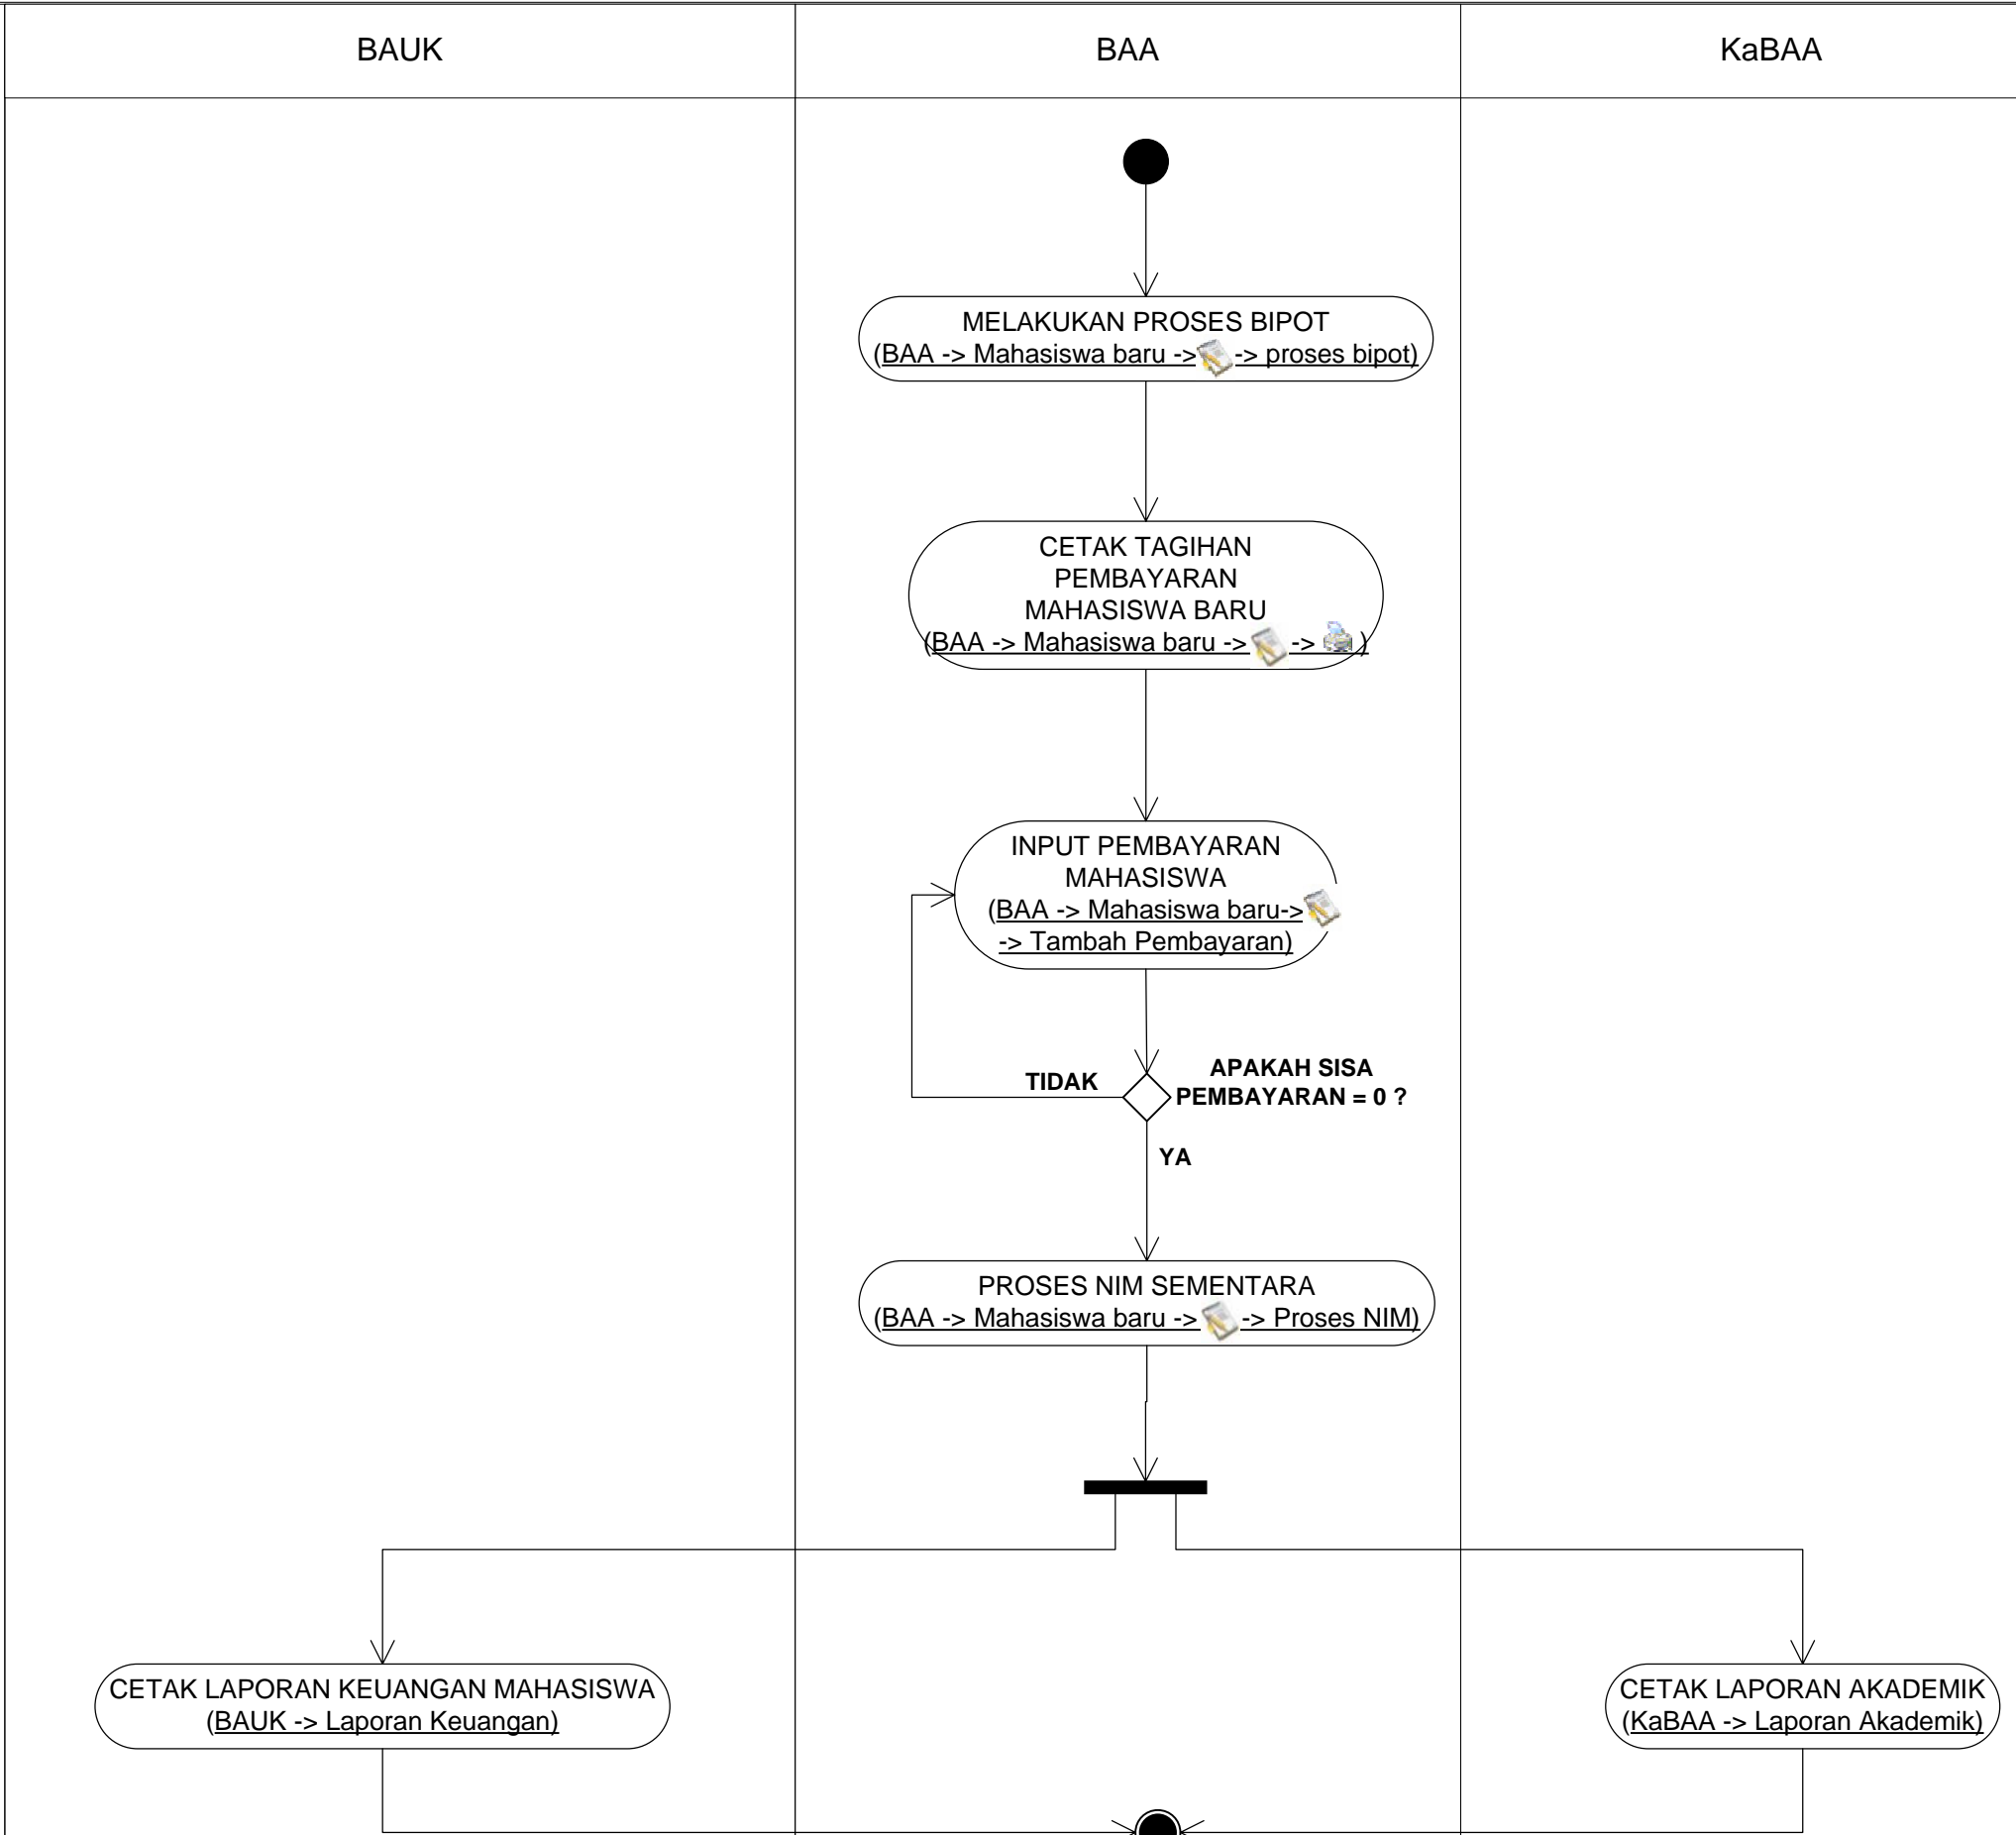 BAUK
BAA
KaBAA
MELAKUKAN PROSES BIPOT
(BAA -> Mahasiswa baru -> -> proses bipot)
CETAK TAGIHAN
PEMBAYARAN
MAHASISWA BARU
(BAA -> Mahasiswa baru -> -> )
INPUT PEMBAYARAN
MAHASISWA
(BAA -> Mahasiswa baru->
-> Tambah Pembayaran)
TIDAK
APAKAH SISA
PEMBAYARAN = 0 ?
YA
PROSES NIM SEMENTARA
(BAA -> Mahasiswa baru -> -> Proses NIM)
CETAK LAPORAN KEUANGAN MAHASISWA
(BAUK -> Laporan Keuangan)
CETAK LAPORAN AKADEMIK
(KaBAA -> Laporan Akademik)